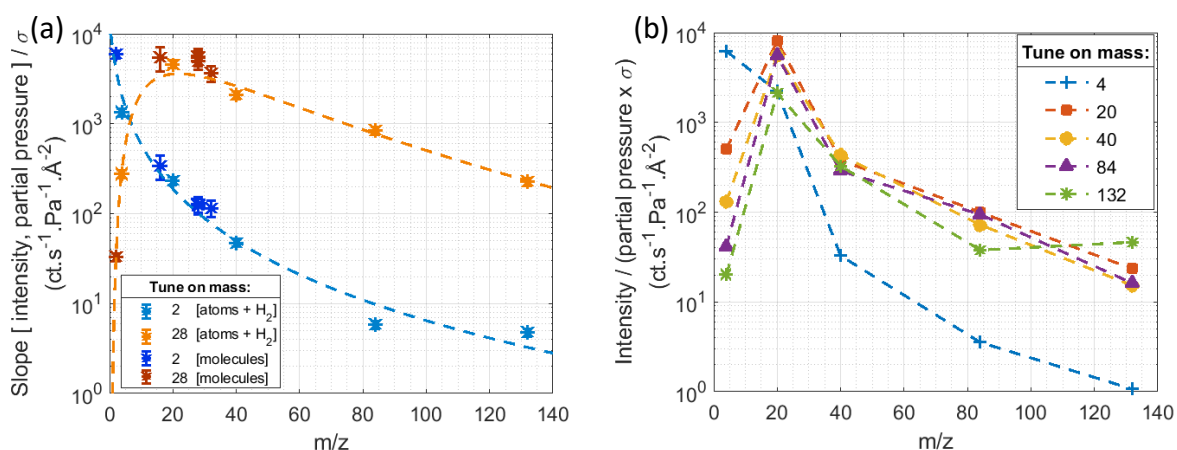 (a)
Slope [ intensity, partial pressure ] / σ
(ct.s-1.Pa-1.Å-2)
10^4
10^3
10^2
10^1
10^0
0 20 40 60 80 100 120 140
m/z
Tune on mass:
2 [atoms + H2]
28 [atoms + H2]
2 [molecules]
28 [molecules]
(b)
Intensity / (partial pressure x σ)
(ct.s-1.Pa-1.Å-2)
10^4
10^3
10^2
10^1
10^0
0 20 40 60 80 100 120 140
m/z
Tune on mass:
4
20
40
84
132